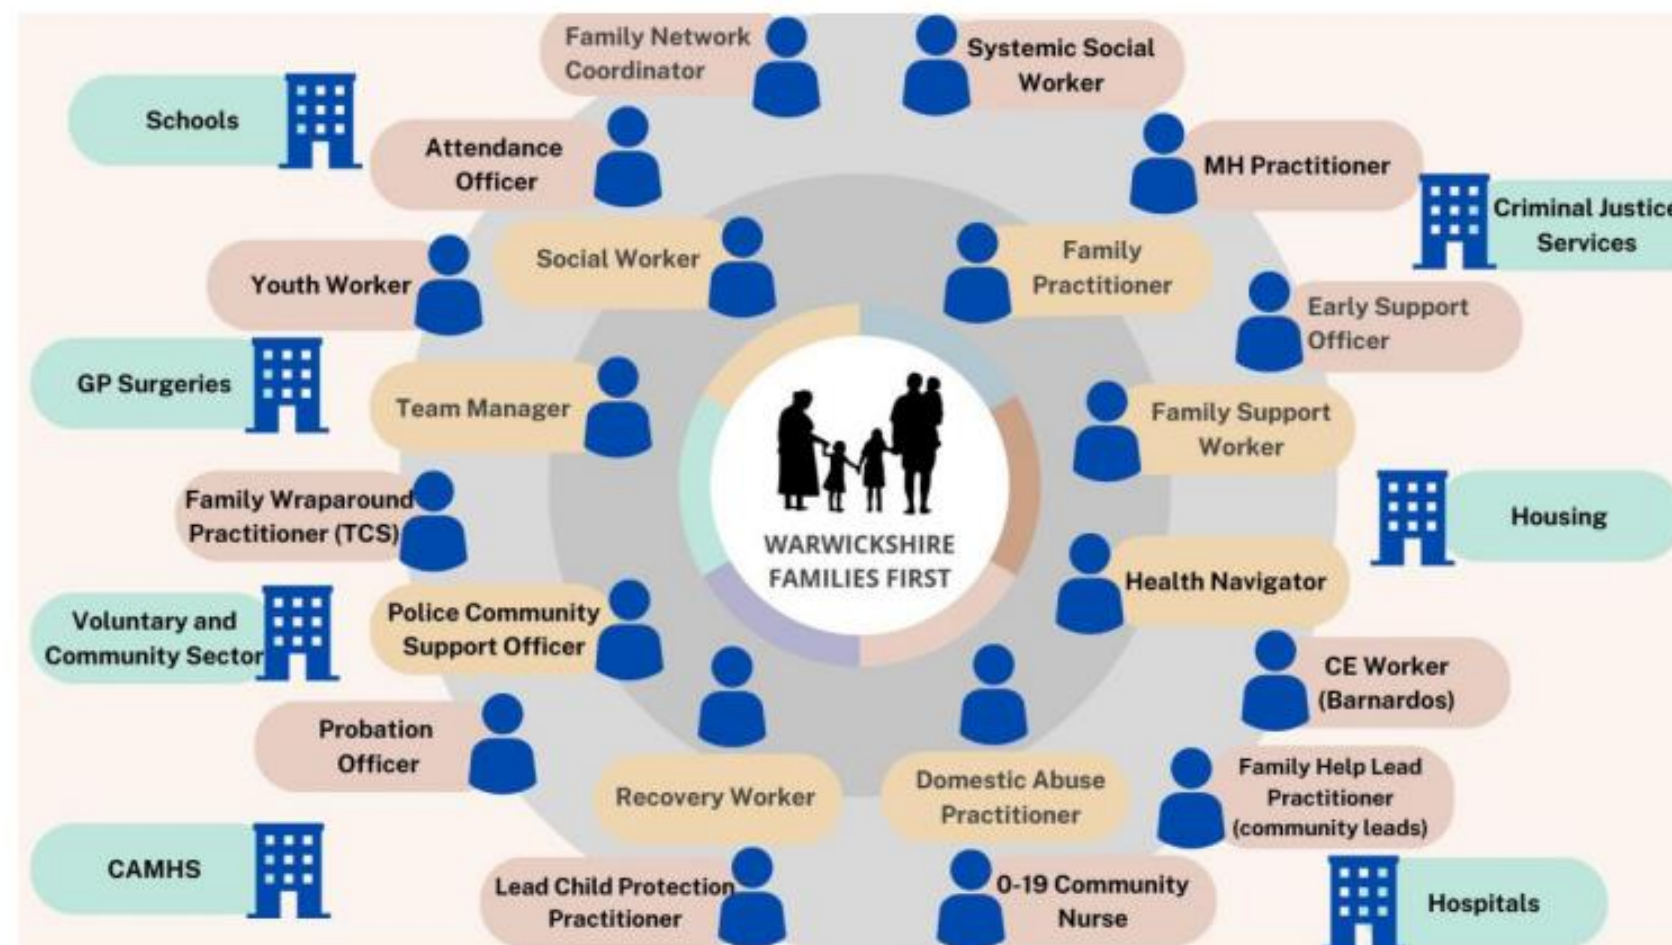 Family Network
Coordinator
Systemic Social
Worker
Schools
Attendance
Officer
MH Practitioner
Criminal Justice
Services
Social Worker
Family
Practitioner
Youth Worker
Early Support
Officer
GP Surgeries
Team Manager
Family Support
Worker
Family Wraparound
Practitioner (TCS)
WARWICKSHIRE
FAMILIES FIRST
Housing
Health Navigator
Voluntary and
Community Sector
Police Community
Support Officer
CE Worker
(Barnardos)
Probation
Officer
Recovery Worker
Domestic Abuse
Practitioner
Family Help Lead
Practitioner
(community leads)
CAMHS
Lead Child Protection
Practitioner
0-19 Community
Nurse
Hospitals